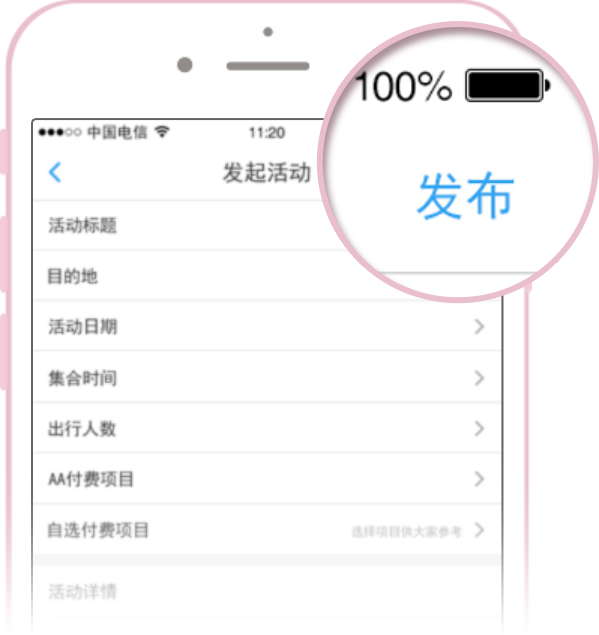 100%
●●●○○ 中国电信 11:20
发起活动
发布
活动标题
目的地
活动日期
集合时间
出行人数
AA付费项目
自选付费项目 选择项目供大家参考
活动详情